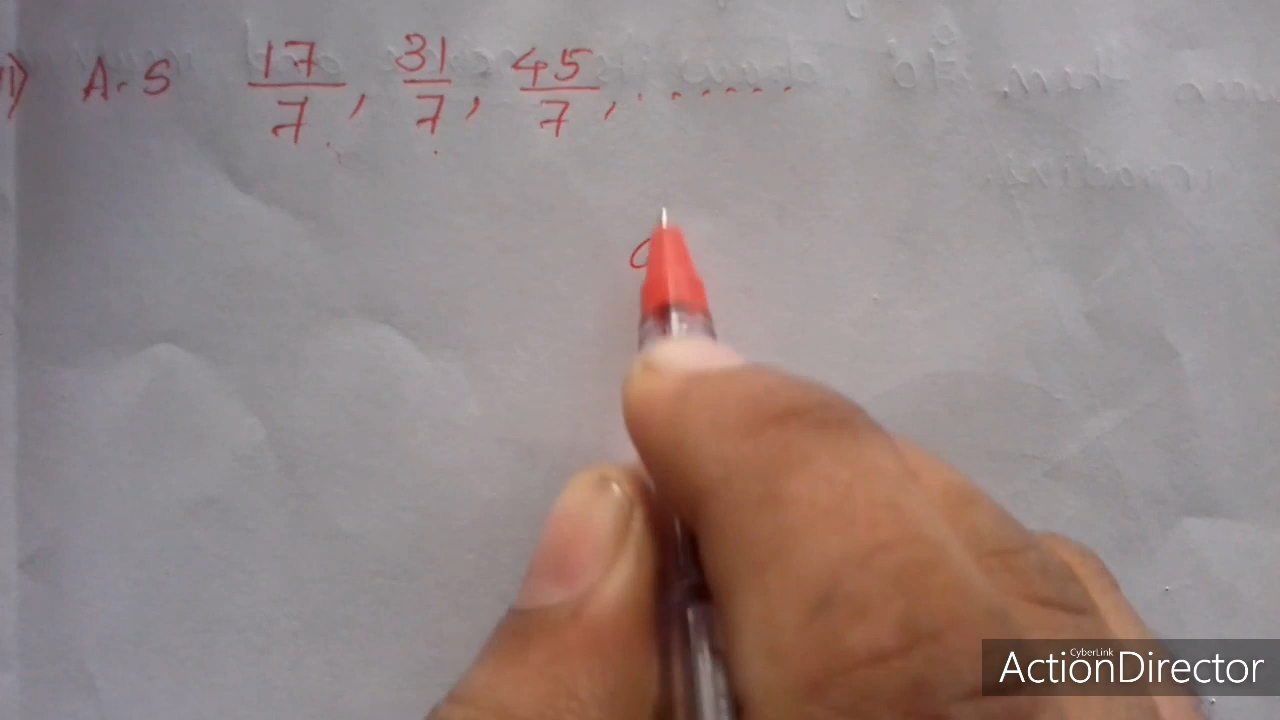 A.S 17/7, 31/7, 45/7, ........
CyberLink
ActionDirector